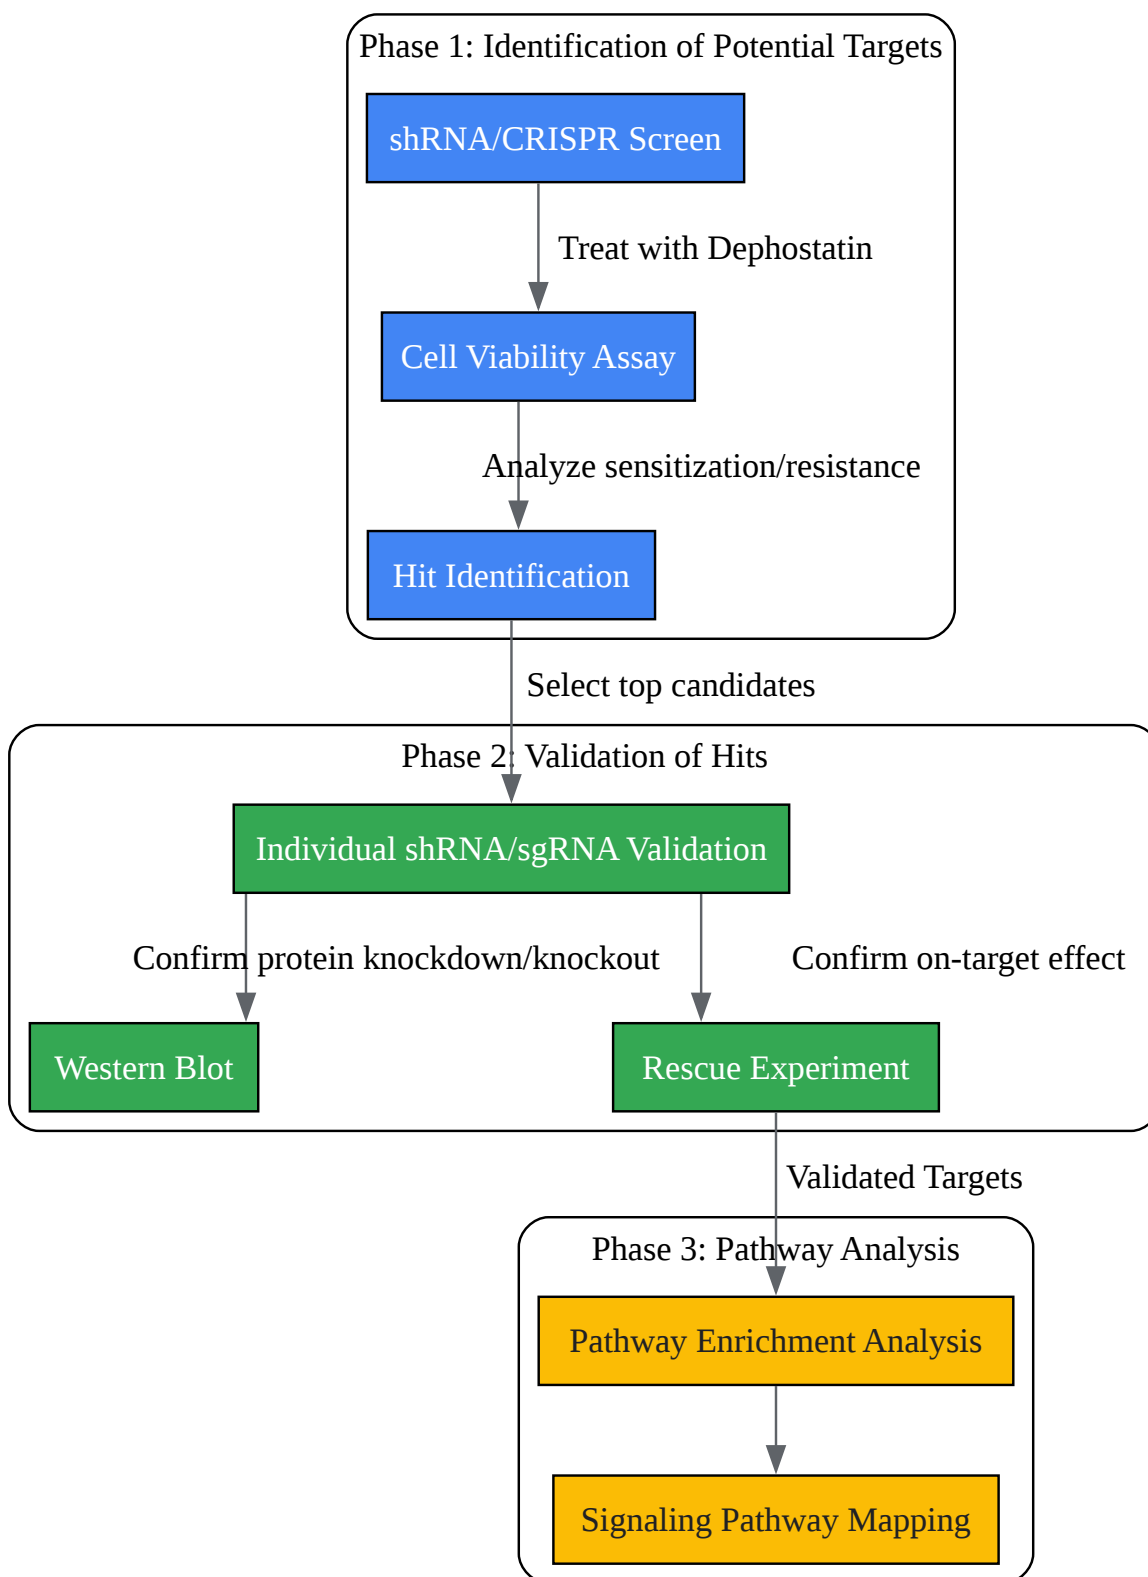 Phase 1: Identification of Potential Targets
shRNA/CRISPR Screen
Treat with Dephostatin
Cell Viability Assay
Analyze sensitization/resistance
Hit Identification
Select top candidates
Phase 2: Validation of Hits
Individual shRNA/sgRNA Validation
Confirm protein knockdown/knockout
Confirm on-target effect
Western Blot
Rescue Experiment
Validated Targets
Phase 3: Pathway Analysis
Pathway Enrichment Analysis
Signaling Pathway Mapping